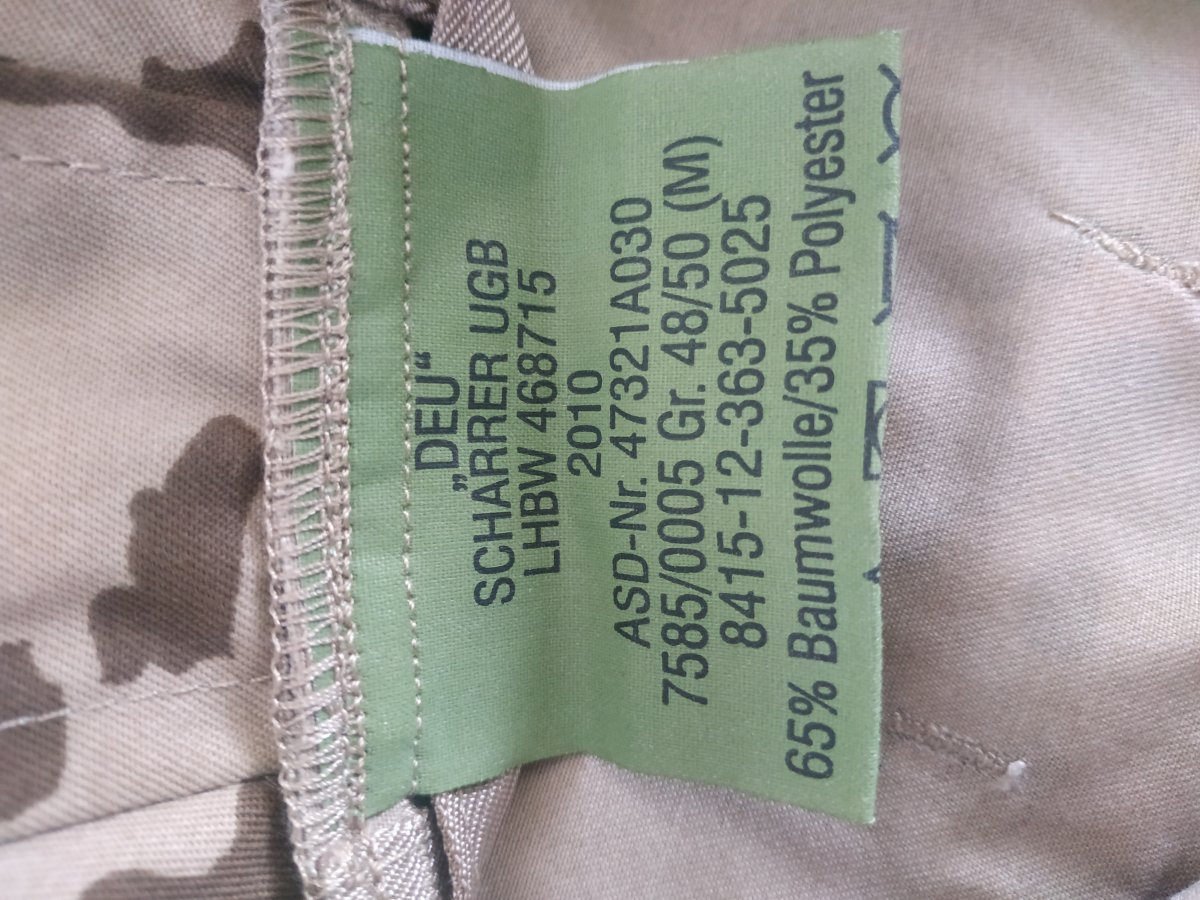 „DEU“
SCHARRER UGB
LHBW 468715
2010
ASD-Nr. 47321A030
7585/0005 Gr. 48/50 (M)
8415-12-363-5025
65% Baumwolle/35% Polyester